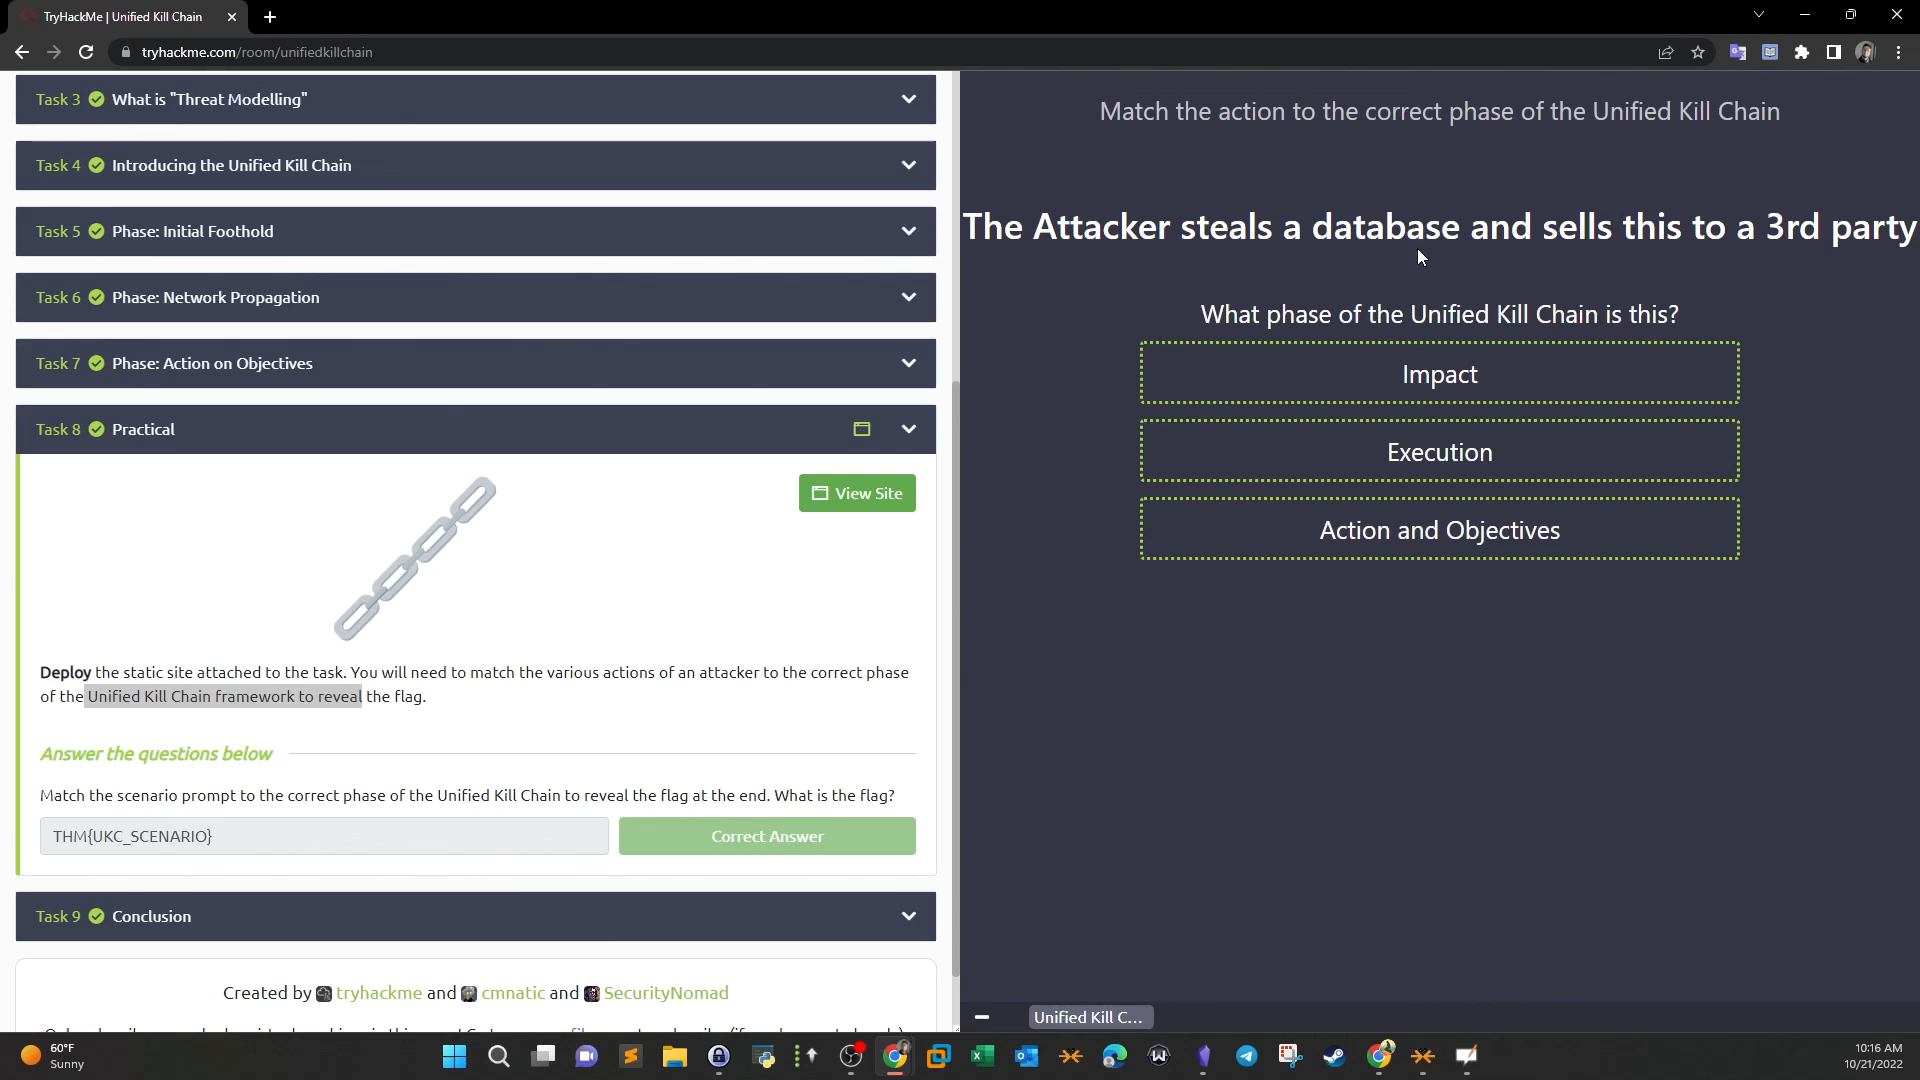 TryHackMe | Unified Kill Chain
tryhackme.com/room/unifiedkillchain
Task 3 What is "Threat Modelling"
Task 4 Introducing the Unified Kill Chain
Task 5 Phase: Initial Foothold
Task 6 Phase: Network Propagation
Task 7 Phase: Action on Objectives
Task 8 Practical
View Site
Deploy the static site attached to the task. You will need to match the various actions of an attacker to the correct phase
of the Unified Kill Chain framework to reveal the flag.
Answer the questions below
Match the scenario prompt to the correct phase of the Unified Kill Chain to reveal the flag at the end. What is the flag?
THM{UKC_SCENARIO}
Correct Answer
Task 9 Conclusion
Created by tryhackme and cmnatic and SecurityNomad
Match the action to the correct phase of the Unified Kill Chain
The Attacker steals a database and sells this to a 3rd party
What phase of the Unified Kill Chain is this?
Impact
Execution
Action and Objectives
Unified Kill C...
60°F
Sunny
10:16 AM
10/21/2022